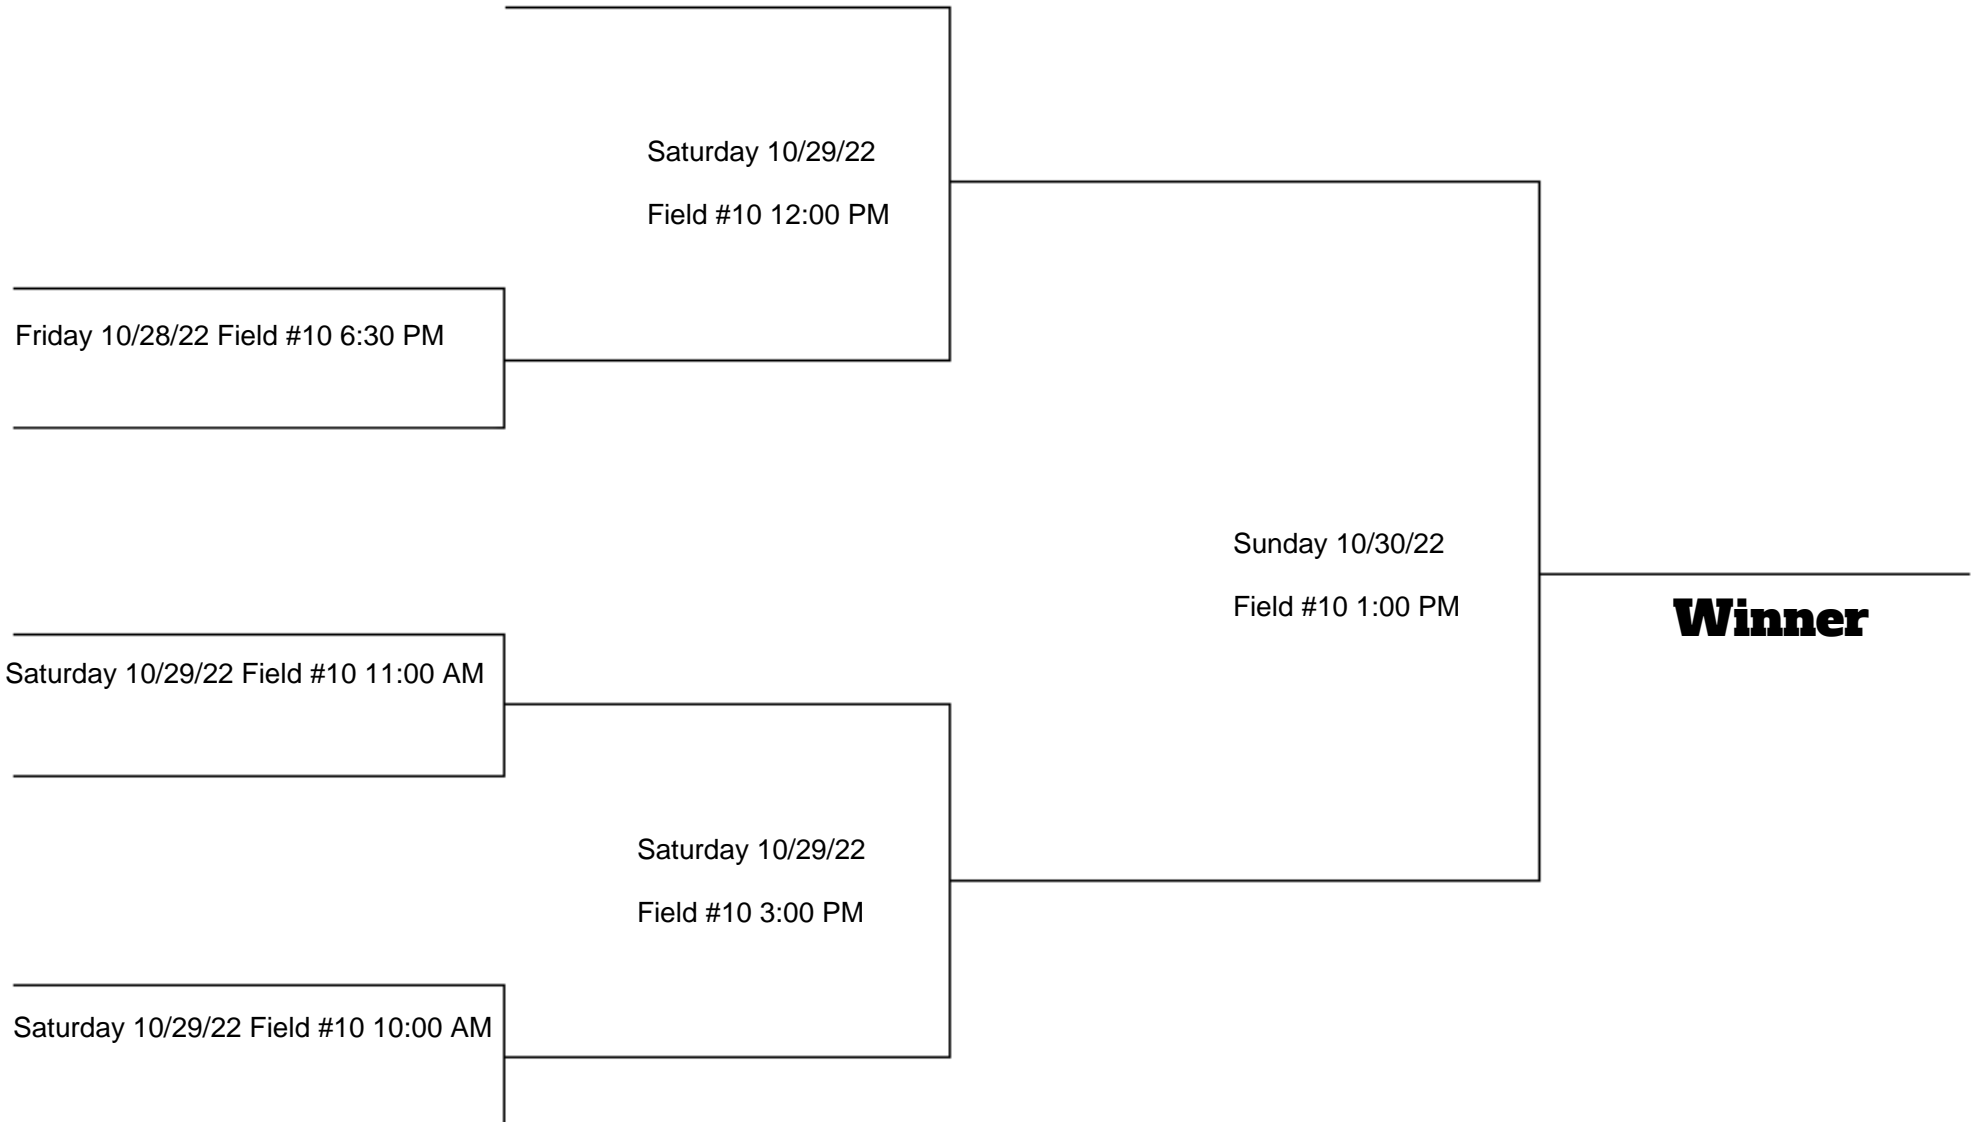 Saturday 10/29/22
Field #10 12:00 PM
Friday 10/28/22 Field #10 6:30 PM
Sunday 10/30/22
Field #10 1:00 PM
Winner
Saturday 10/29/22 Field #10 11:00 AM
Saturday 10/29/22
Field #10 3:00 PM
Saturday 10/29/22 Field #10 10:00 AM